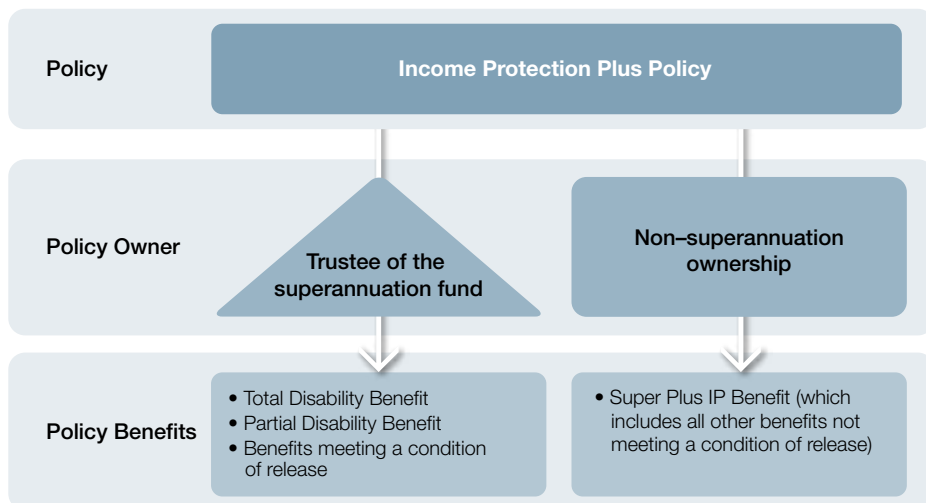 Policy
Income Protection Plus Policy
Policy Owner
Trustee of the
superannuation fund
Non–superannuation
ownership
Policy Benefits
• Total Disability Benefit
• Partial Disability Benefit
• Benefits meeting a condition
of release
• Super Plus IP Benefit (which
includes all other benefits not
meeting a condition of release)